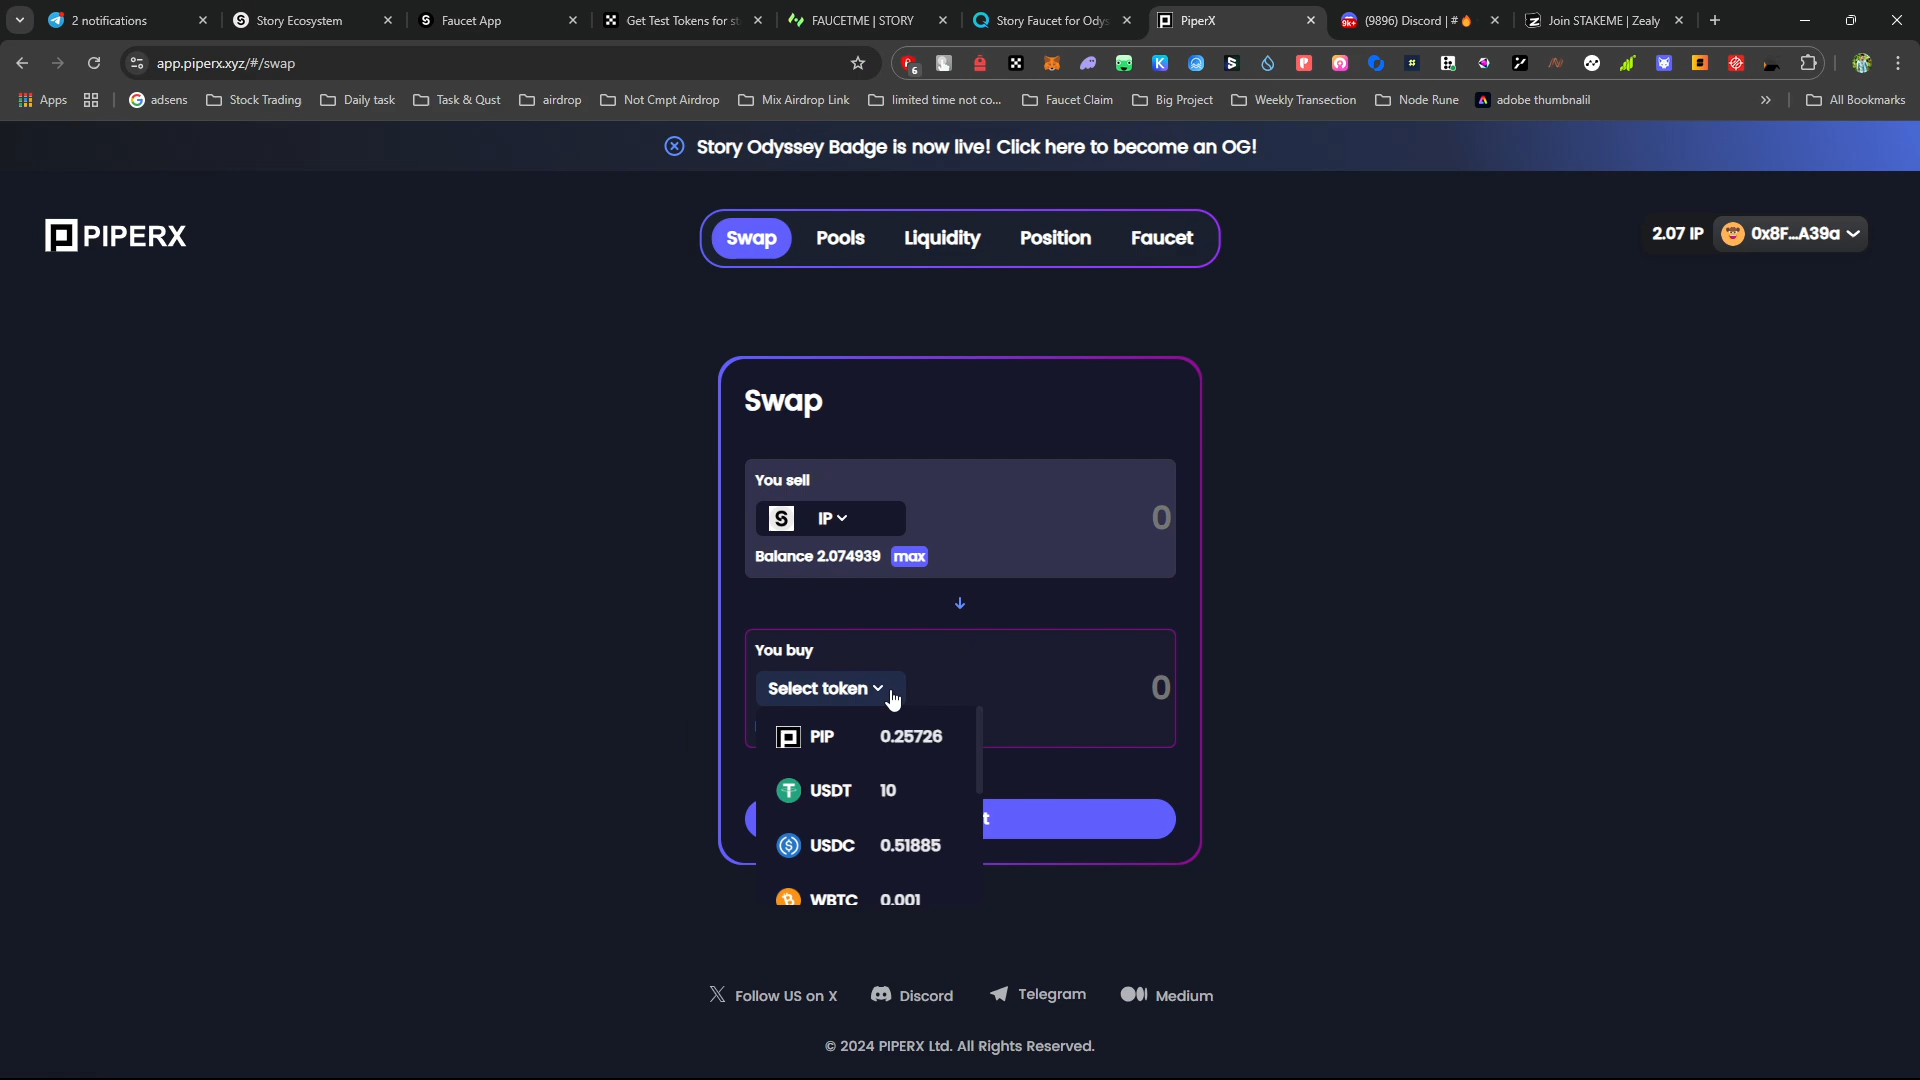 2 notifications
Story Ecosystem
Faucet App
Get Test Tokens for st
FAUCETME | STORY
Story Faucet for Odys
PiperX
(9896) Discord | #🔥
Join STAKEME | Zealy
app.piperx.xyz/#/swap
6
Apps
adsens
Stock Trading
Daily task
Task & Qust
airdrop
Not Cmpt Airdrop
Mix Airdrop Link
limited time not co...
Faucet Claim
Big Project
Weekly Transection
Node Rune
adobe thumbnalil
»
All Bookmarks
Story Odyssey Badge is now live! Click here to become an OG!
PIPERX
Swap
Pools
Liquidity
Position
Faucet
2.07 IP
0x8F...A39a
Swap
You sell
IP
0
Balance 2.074939
max
You buy
Select token
0
PIP 0.25726
USDT 10
USDC 0.51885
WBTC 0.001
Follow US on X
Discord
Telegram
Medium
© 2024 PIPERX Ltd. All Rights Reserved.